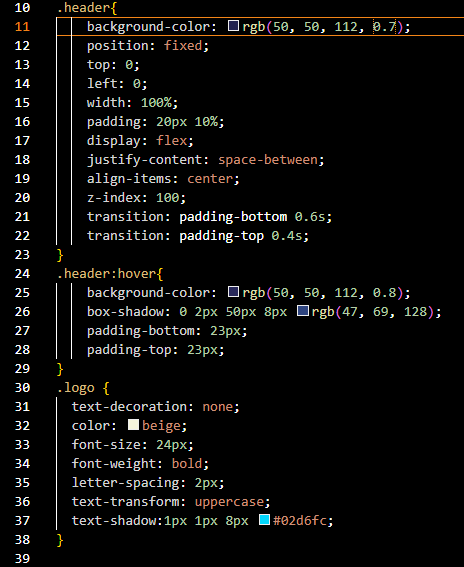 10 .header{
11 background-color: rgb(50, 50, 112, 0.7);
12 position: fixed;
13 top: 0;
14 left: 0;
15 width: 100%;
16 padding: 20px 10%;
17 display: flex;
18 justify-content: space-between;
19 align-items: center;
20 z-index: 100;
21 transition: padding-bottom 0.6s;
22 transition: padding-top 0.4s;
23 }
24 .header:hover{
25 background-color: rgb(50, 50, 112, 0.8);
26 box-shadow: 0 2px 50px 8px rgb(47, 69, 128);
27 padding-bottom: 23px;
28 padding-top: 23px;
29 }
30 .logo {
31 text-decoration: none;
32 color: beige;
33 font-size: 24px;
34 font-weight: bold;
35 letter-spacing: 2px;
36 text-transform: uppercase;
37 text-shadow:1px 1px 8px #02d6fc;
38 }
39